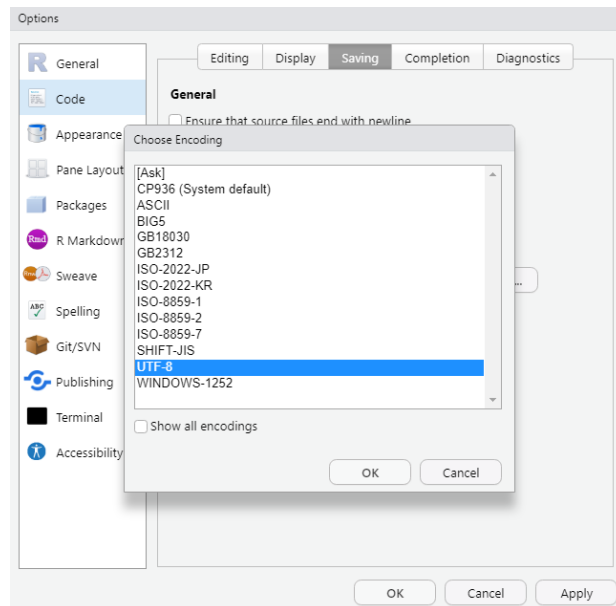 Options
General
Code
Appearance
Pane Layout
Packages
Rmd R Markdown
Sweave
ABC Spelling
Git/SVN
Publishing
Terminal
Accessibility
Editing Display Saving Completion Diagnostics
General
Ensure that source files end with newline
Choose Encoding
[Ask]
CP936 (System default)
ASCII
BIG5
GB18030
GB2312
ISO-2022-JP
ISO-2022-KR
ISO-8859-1
ISO-8859-2
ISO-8859-7
SHIFT-JIS
UTF-8
WINDOWS-1252
Show all encodings
OK Cancel
...
OK Cancel Apply